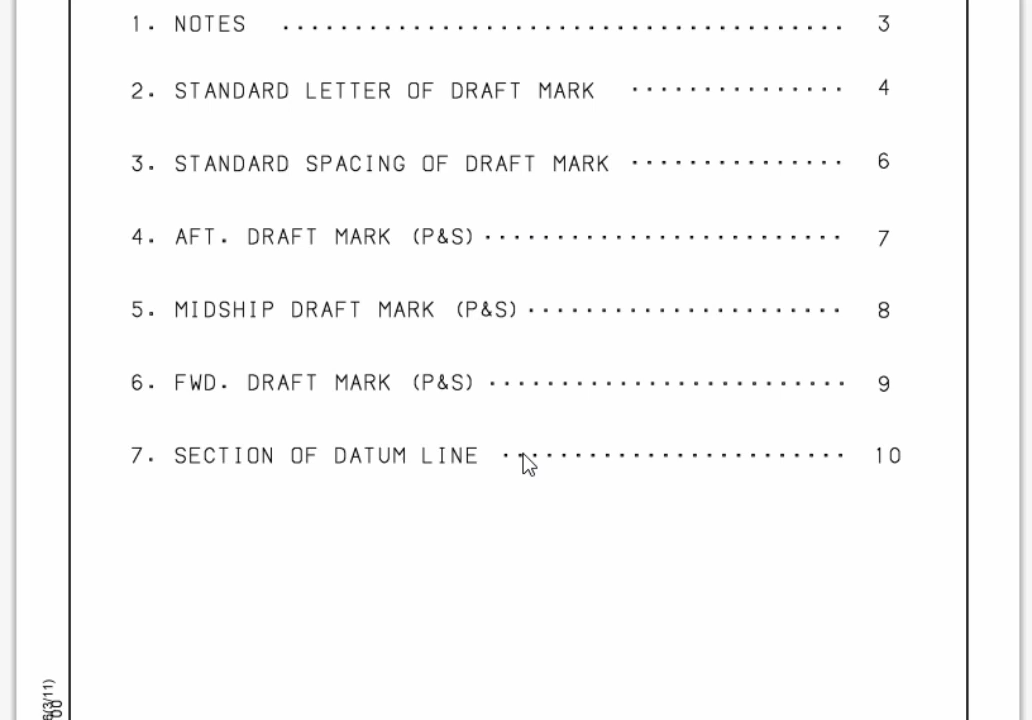 1. NOTES ....................................... 3
2. STANDARD LETTER OF DRAFT MARK ............... 4
3. STANDARD SPACING OF DRAFT MARK ............... 6
4. AFT. DRAFT MARK (P&S) ......................... 7
5. MIDSHIP DRAFT MARK (P&S) ...................... 8
6. FWD. DRAFT MARK (P&S) ......................... 9
7. SECTION OF DATUM LINE ........................ 10